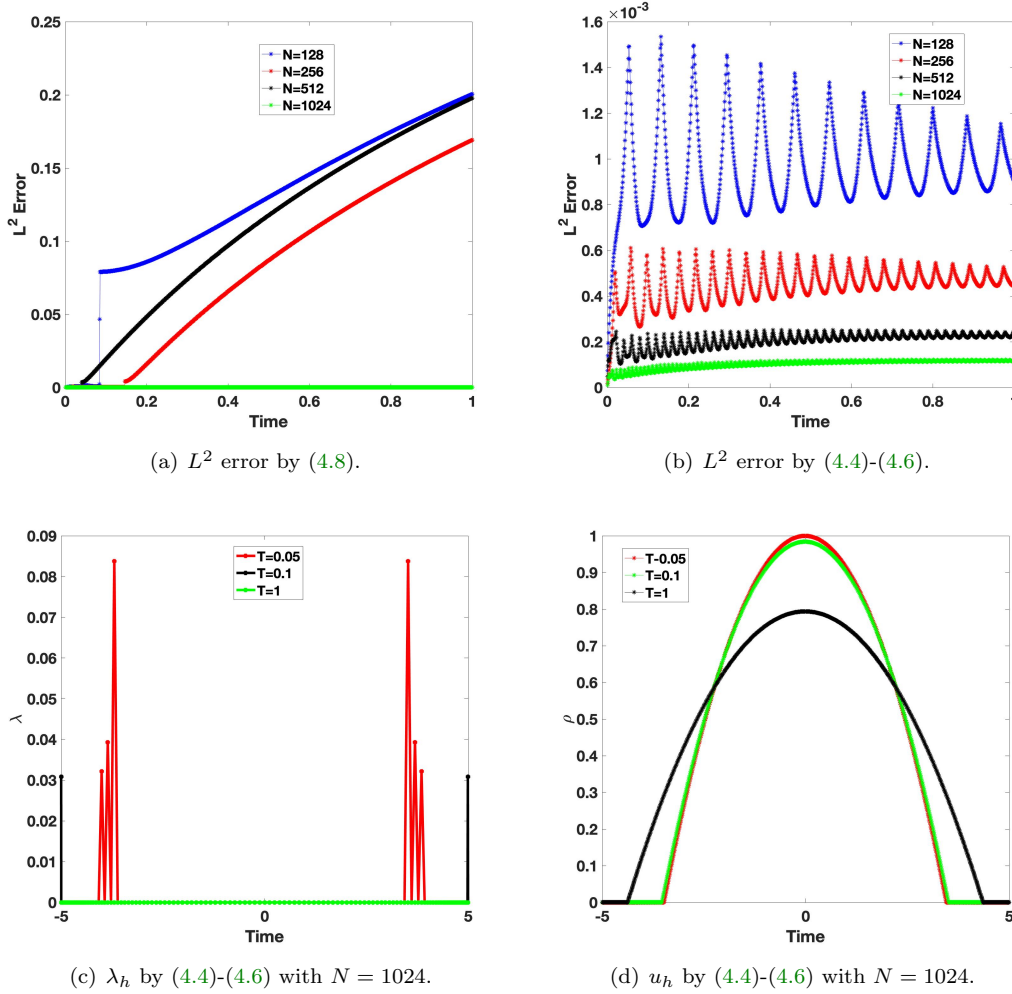 0.25
0.2
0.15
0.1
0.05
0
L² Error
N=128
N=256
N=512
N=1024
0 0.2 0.4 0.6 0.8 1
Time
(a) L² error by (4.8).
×10⁻³
1.6
1.4
1.2
1
0.8
0.6
0.4
0.2
0
L² Error
N=128
N=256
N=512
N=1024
0 0.2 0.4 0.6 0.8 1
Time
(b) L² error by (4.4)-(4.6).
0.09
0.08
0.07
0.06
0.05
0.04
0.03
0.02
0.01
0
λ
T=0.05
T=0.1
T=1
-5 0 5
Time
(c) λ_h by (4.4)-(4.6) with N = 1024.
1
0.9
0.8
0.7
0.6
0.5
0.4
0.3
0.2
0.1
0
ρ
T-0.05
T=0.1
T=1
-5 0 5
Time
(d) u_h by (4.4)-(4.6) with N = 1024.